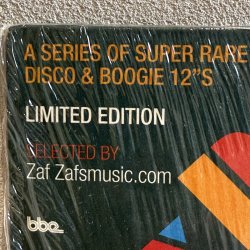 A SERIES OF SUPER RARE
DISCO & BOOGIE 12"S
LIMITED EDITION
SELECTED BY
Zaf Zafsmusic.com
bbe